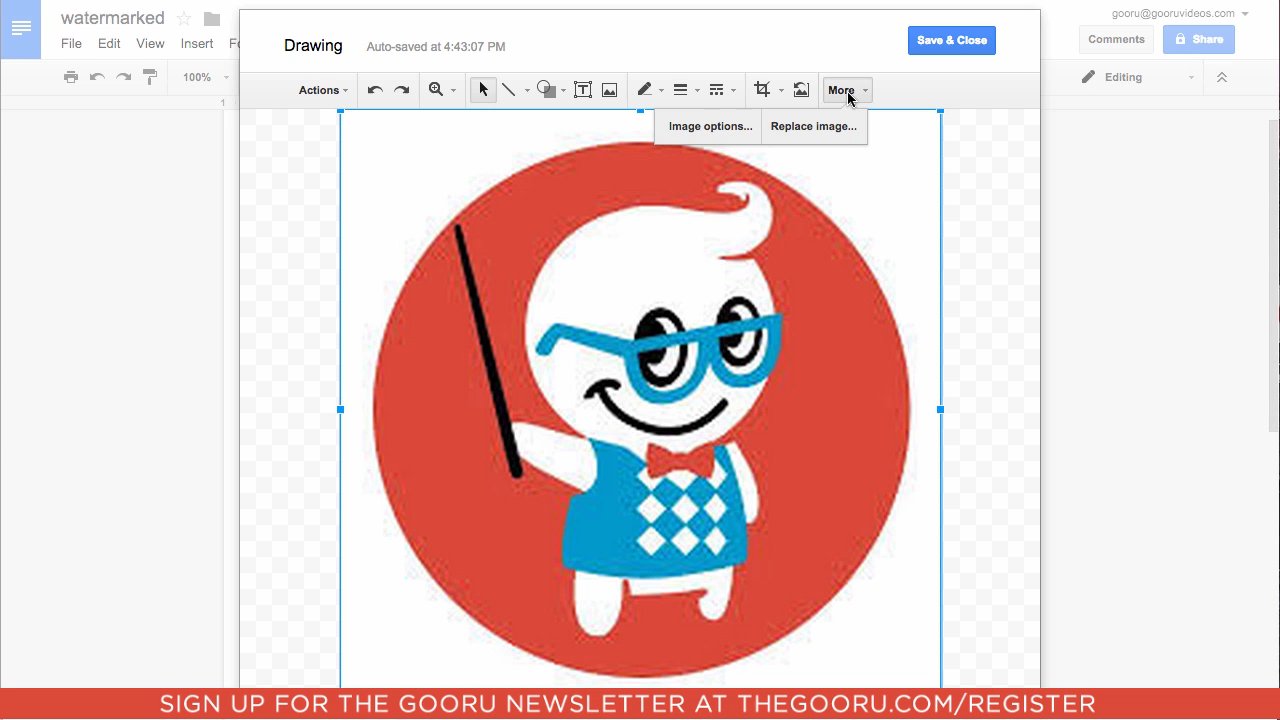 watermarked
gooru@gooruvideos.com
File Edit View Insert
Comments
Share
Drawing
Auto-saved at 4:43:07 PM
Save & Close
100%
Actions
More
Editing
Image options...
Replace image...
1
SIGN UP FOR THE GOORU NEWSLETTER AT THEGOORU.COM/REGISTER